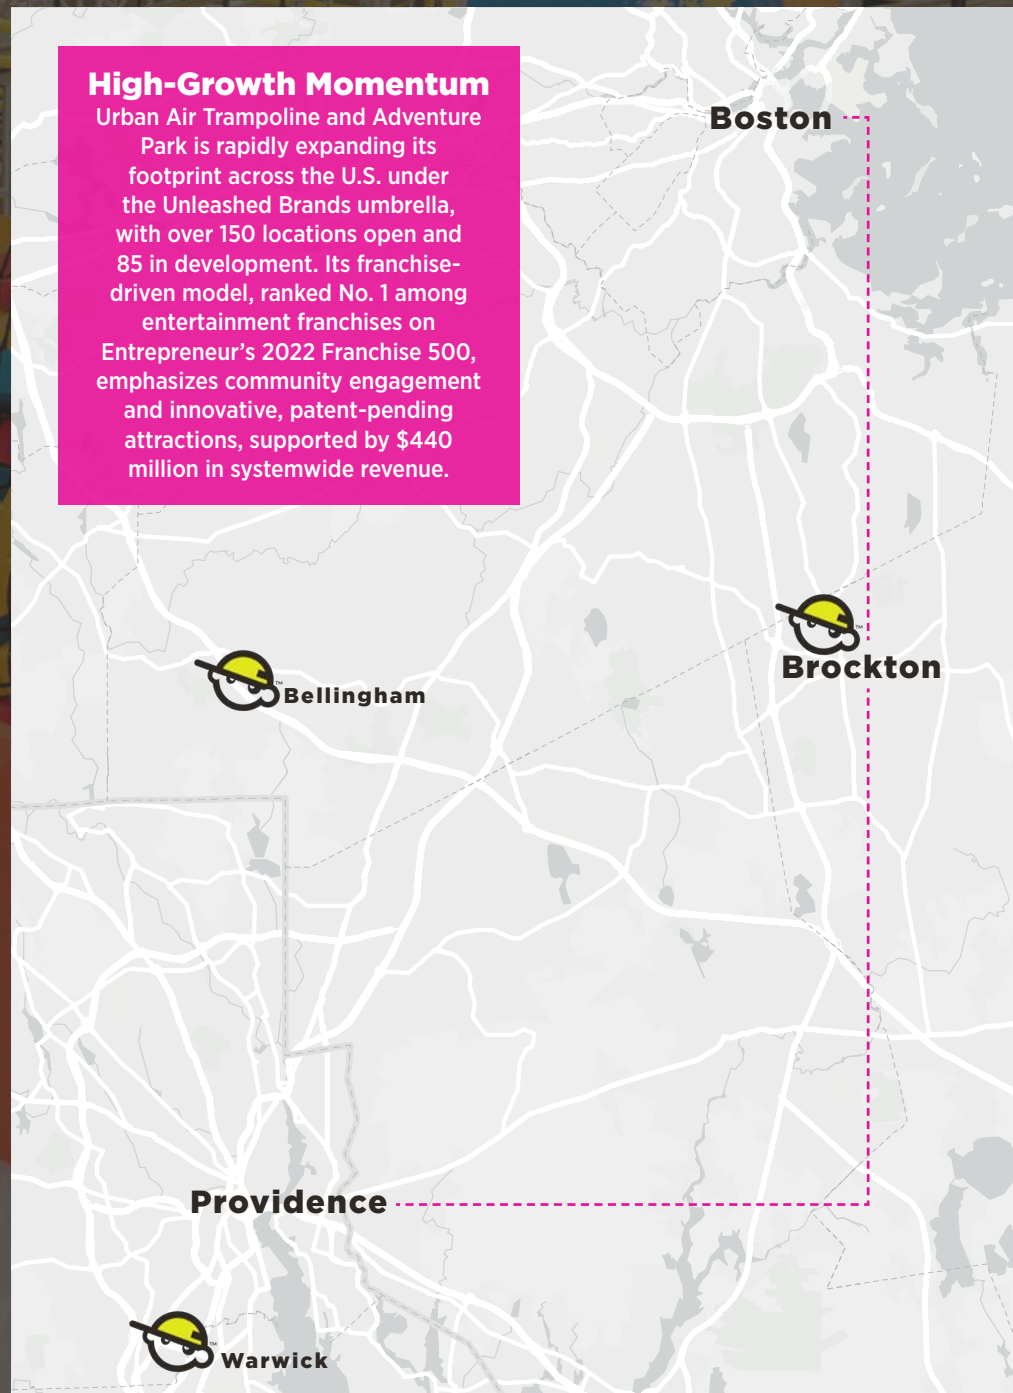 High-Growth Momentum
Urban Air Trampoline and Adventure
Park is rapidly expanding its
footprint across the U.S. under
the Unleashed Brands umbrella,
with over 150 locations open and
85 in development. Its franchise-
driven model, ranked No. 1 among
entertainment franchises on
Entrepreneur’s 2022 Franchise 500,
emphasizes community engagement
and innovative, patent-pending
attractions, supported by $440
million in systemwide revenue.
Boston
™
Brockton
™
Bellingham
Providence
™
Warwick